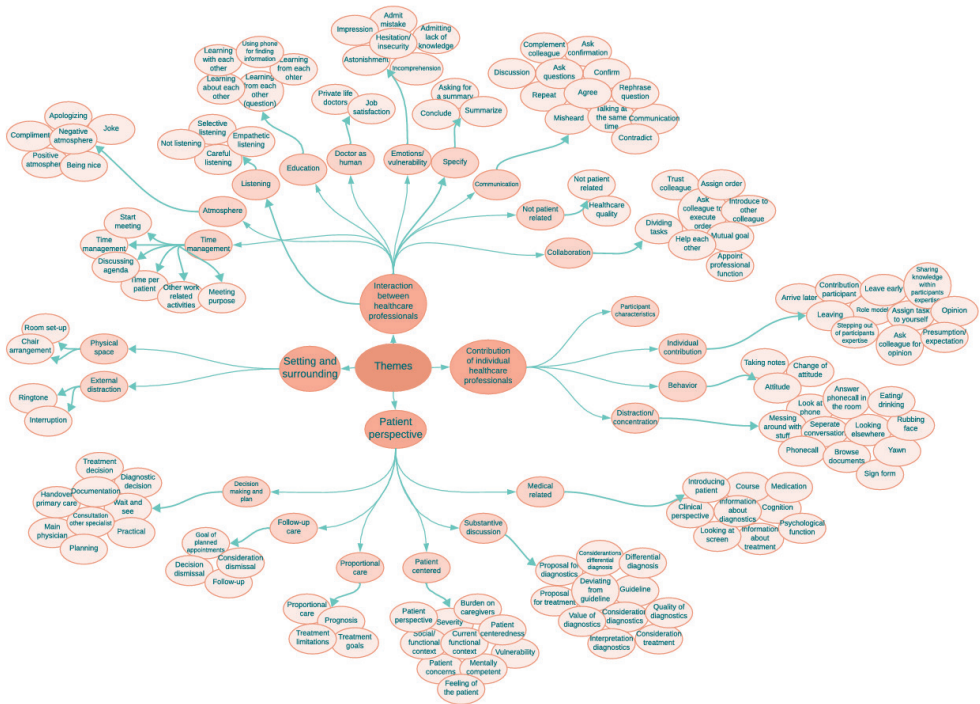 Themes
Interaction
between
healthcare
professionals
Atmosphere
Apologizing
Compliment
Negative
atmosphere
Joke
Positive
atmosphere
Being nice
Time
management
Start
meeting
Time
management
Discussing
agenda
Time per
patient
Other work
related
activities
Meeting
purpose
Listening
Selective
listening
Not listening
Empathetic
listening
Careful
listening
Education
Learning
with each
other
Using phone
for finding
information
Learning
from each
ohter
Learning
about each
other
Learning
from each
other
(question)
Doctor as
human
Private life
doctors
Job
satisfaction
Emotions/
vulnerability
Impression
Admit
mistake
Hesitation/
insecurity
Admitting
lack of
knowledge
Astonishment
Incomprehension
Specify
Asking for
a summary
Conclude
Summarize
Communication
Complement
colleague
Ask
confirmation
Discussion
Ask
questions
Confirm
Rephrase
question
Repeat
Agree
Misheard
Talking at
the same
time
Communication
Contradict
Not patient
related
Not patient
related
Healthcare
quality
Collaboration
Trust
colleague
Assign order
Dividing
tasks
Ask
colleague to
execute
order
Introduce to
other
colleague
Help each
other
Mutual goal
Appoint
professional
function
Contribution
of individual
healthcare
professionals
Participant
characteristics
Individual
contribution
Arrive later
Contribution
participant
Leave early
Sharing
knowledge
within
participants
expertise
Leaving
Role model
Assign task
to yourself
Opinion
Stepping out
of participants
expertise
Ask
colleague for
opinion
Presumption/
expectation
Behavior
Taking notes
Change of
attitude
Attitude
Distraction/
concentration
Look at
phone
Answer
phonecall in
the room
Eating/
drinking
Messing
around with
stuff
Seperate
conversation
Looking
elsewhere
Rubbing
face
Phonecall
Browse
documents
Yawn
Sign form
Setting and
surrounding
Physical
space
Room set-up
Chair
arrangement
External
distraction
Ringtone
Interruption
Patient
perspective
Decision
making and
plan
Treatment
decision
Diagnostic
decision
Handover
primary care
Documentation
Wait and
see
Main
physician
Consultation
other specialist
Practical
Planning
Follow-up
care
Goal of
planned
appointments
Decision
dismissal
Consideration
dismissal
Follow-up
Proportional
care
Proportional
care
Prognosis
Treatment
limitations
Treatment
goals
Patient
centered
Patient
perspective
Burden on
caregivers
Severity
Patient
centeredness
Social/
functional
context
Current
functional
context
Vulnerability
Patient
concerns
Mentally
competent
Feeling of
the patient
Substantive
discussion
Proposal for
diagnostics
Considerations
differential
diagnosis
Differential
diagnosis
Proposal
for treatment
Deviating
from
guideline
Guideline
Value of
diagnostics
Consideration
diagnostics
Quality of
diagnostics
Interpretation
diagnostics
Consideration
treatment
Medical
related
Introducing
patient
Course
Medication
Clinical
perspective
Information
about
diagnostics
Cognition
Looking at
screen
Information
about
treatment
Psychological
function